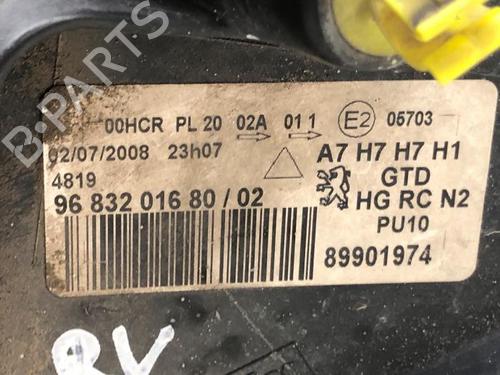 00HCR PL 20 02A 01 1 E2 05703
02/07/2008 23h07 A7 H7 H7 H1
4819 GTD
96 832 016 80 / 02 HG RC N2
PU10
89901974
RV
B-PARTS